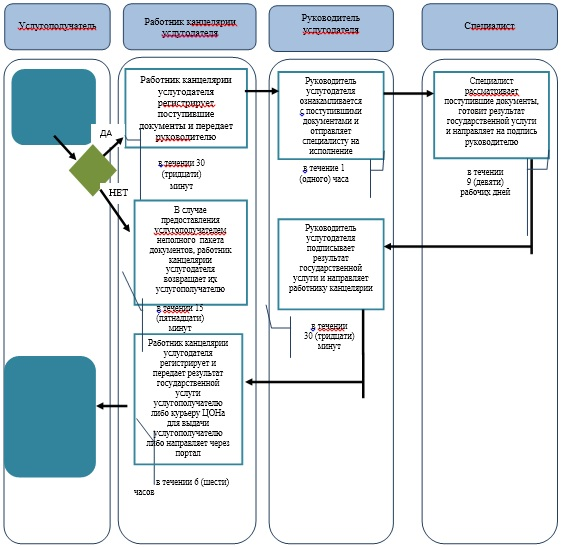 Услугополучатель
Работник канцелярии
услугодателя
Руководитель
услугодателя
Специалист
Работник канцелярии
услугодателя
регистрирует
поступившие
документы и передает
руководителю
ДА
в течении 30
(тридцати)
минут
НЕТ
В случае
предоставления
услугополучателем
неполного пакета
документов, работник
канцелярии
услугодателя
возвращает их
услугополучателю
в течении 15
(пятнадцати)
минут
Работник канцелярии
услугодателя
регистрирует и
передает результат
государственной
услуги
услугополучателю
либо курьеру ЦОНа
для выдачи
услугополучателю
либо направляет через
портал
в течении 6 (шести)
часов
Руководитель
услугодателя
ознакамливается
с поступившими
документами и
отправляет
специалисту на
исполнение
в течение 1
(одного) часа
Руководитель
услугодателя
подписывает
результат
государственной
услуги и направляет
работнику канцелярии
в течении
30 (тридцати)
минут
Специалист
рассматривает
поступившие документы,
готовит результат
государственной услуги
и направляет на подпись
руководителю
в течении
9 (девяти)
рабочих дней